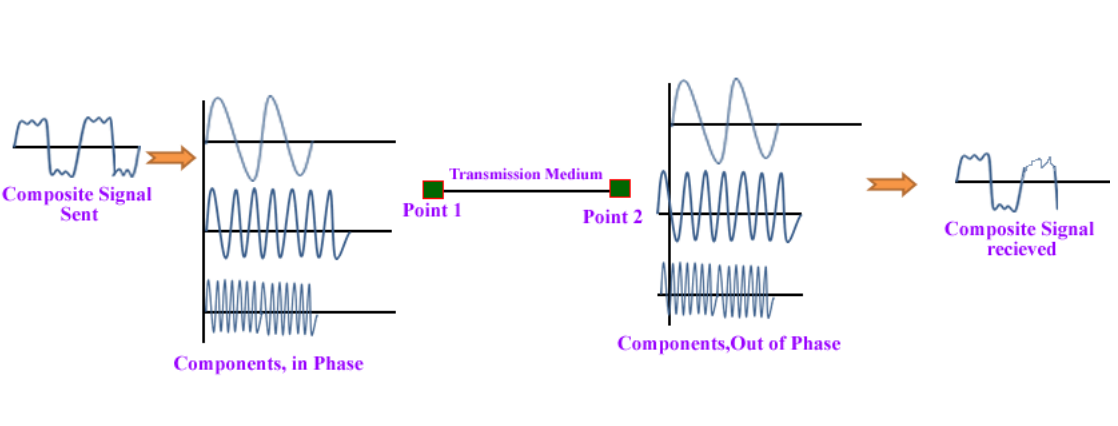 Composite Signal
Sent
Components, in Phase
Transmission Medium
Point 1
Point 2
Components,Out of Phase
Composite Signal
recieved